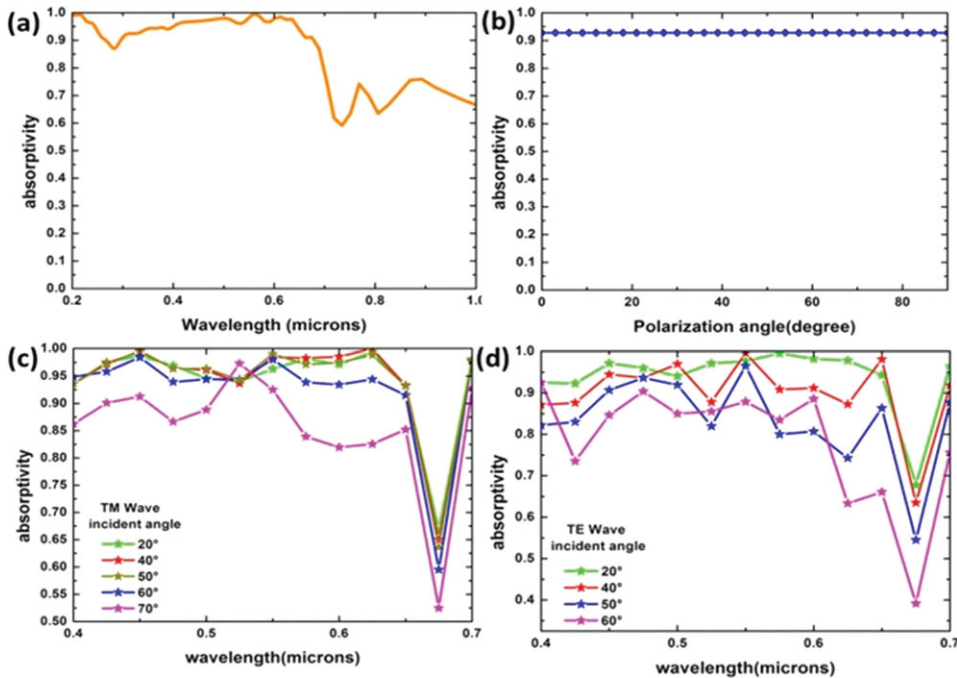 (a)
1.0
0.9
0.8
0.7
0.6
0.5
0.4
0.3
0.2
0.1
0.0
absorptivity
0.2 0.4 0.6 0.8 1.0
Wavelength (microns)
(b)
1.0
0.9
0.8
0.7
0.6
0.5
0.4
0.3
0.2
0.1
0.0
absorptivity
0 20 40 60 80
Polarization angle(degree)
(c)
1.00
0.95
0.90
0.85
0.80
0.75
0.70
0.65
0.60
0.55
0.50
absorptivity
TM Wave
incident angle
20°
40°
50°
60°
70°
0.4 0.5 0.6 0.7
wavelength(microns)
(d)
1.0
0.9
0.8
0.7
0.6
0.5
0.4
absorptivity
TE Wave
incident angle
20°
40°
50°
60°
0.4 0.5 0.6 0.7
wavelength(microns)